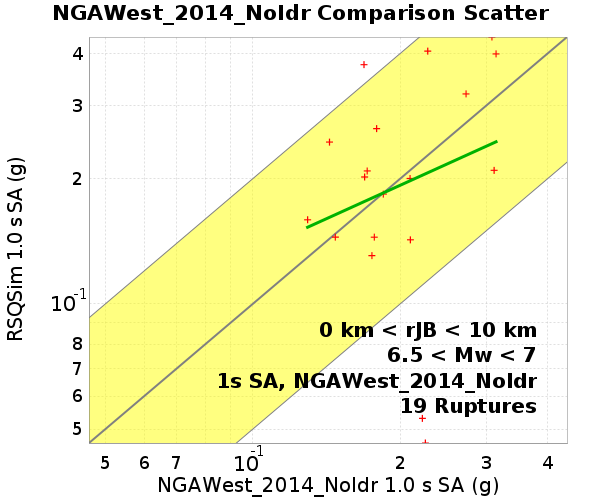 NGAWest_2014_NoIdr Comparison Scatter
RSQSim 1.0 s SA (g)
4
3
2
10⁻¹
8
7
6
5
0 km < rJB < 10 km
6.5 < Mw < 7
1s SA, NGAWest_2014_NoIdr
19 Ruptures
5 6 7 10⁻¹ 2 3 4
NGAWest_2014_NoIdr 1.0 s SA (g)